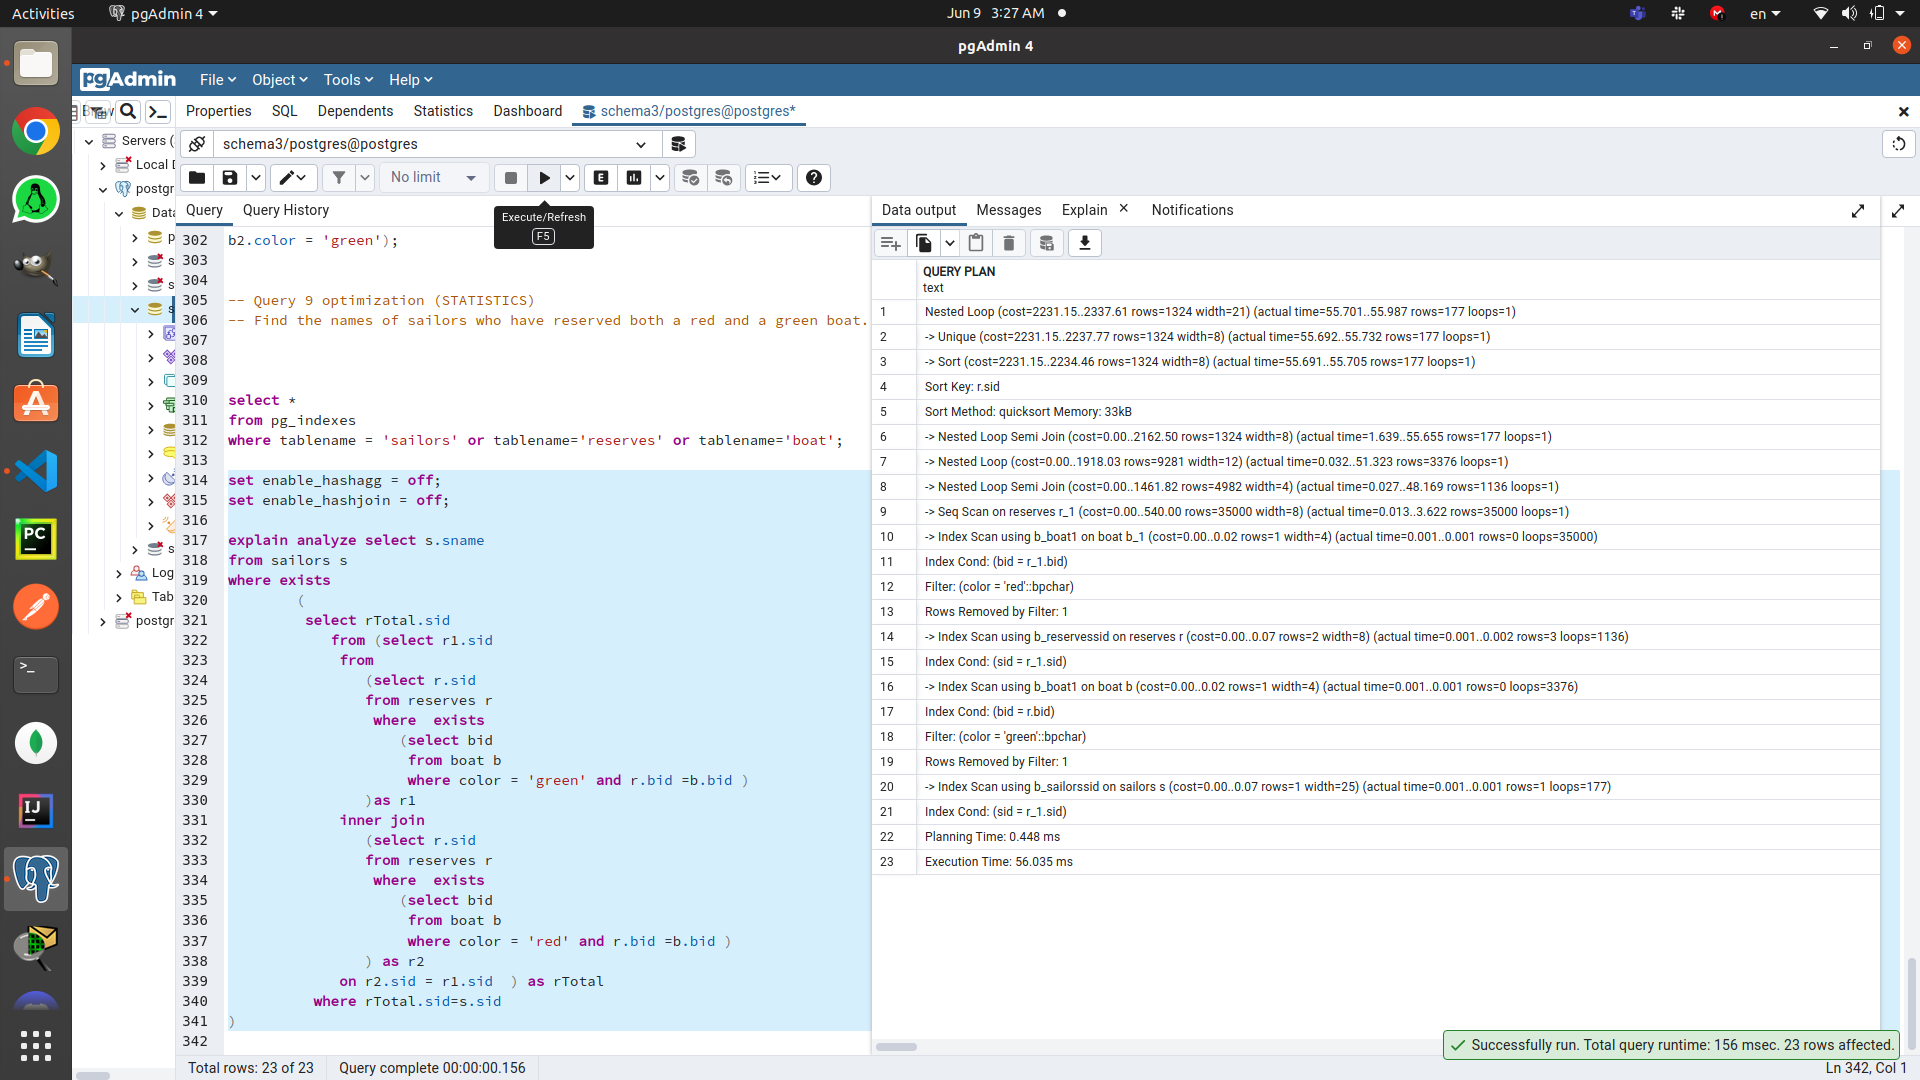 Activities
pgAdmin 4
Jun 9 3:27 AM
en
pgAdmin 4
pgAdmin
File
Object
Tools
Help
Properties
SQL
Dependents
Statistics
Dashboard
schema3/postgres@postgres*
Servers (
Local D
postgr
Data
p
s
s
s
s
Log
Tab
postgr
schema3/postgres@postgres
No limit
E
Execute/Refresh
F5
Query
Query History
302 b2.color = 'green');
303
304
305 -- Query 9 optimization (STATISTICS)
306 -- Find the names of sailors who have reserved both a red and a green boat.
307
308
309
310 select *
311 from pg_indexes
312 where tablename = 'sailors' or tablename='reserves' or tablename='boat';
313
314 set enable_hashagg = off;
315 set enable_hashjoin = off;
316
317 explain analyze select s.sname
318 from sailors s
319 where exists
320 (
321 select rTotal.sid
322 from (select r1.sid
323 from
324 (select r.sid
325 from reserves r
326 where exists
327 (select bid
328 from boat b
329 where color = 'green' and r.bid =b.bid )
330 )as r1
331 inner join
332 (select r.sid
333 from reserves r
334 where exists
335 (select bid
336 from boat b
337 where color = 'red' and r.bid =b.bid )
338 ) as r2
339 on r2.sid = r1.sid ) as rTotal
340 where rTotal.sid=s.sid
341 )
342
Data output
Messages
Explain
Notifications
QUERY PLAN
text
1 Nested Loop (cost=2231.15..2337.61 rows=1324 width=21) (actual time=55.701..55.987 rows=177 loops=1)
2 -> Unique (cost=2231.15..2237.77 rows=1324 width=8) (actual time=55.692..55.732 rows=177 loops=1)
3 -> Sort (cost=2231.15..2234.46 rows=1324 width=8) (actual time=55.691..55.705 rows=177 loops=1)
4 Sort Key: r.sid
5 Sort Method: quicksort Memory: 33kB
6 -> Nested Loop Semi Join (cost=0.00..2162.50 rows=1324 width=8) (actual time=1.639..55.655 rows=177 loops=1)
7 -> Nested Loop (cost=0.00..1918.03 rows=9281 width=12) (actual time=0.032..51.323 rows=3376 loops=1)
8 -> Nested Loop Semi Join (cost=0.00..1461.82 rows=4982 width=4) (actual time=0.027..48.169 rows=1136 loops=1)
9 -> Seq Scan on reserves r_1 (cost=0.00..540.00 rows=35000 width=8) (actual time=0.013..3.622 rows=35000 loops=1)
10 -> Index Scan using b_boat1 on boat b_1 (cost=0.00..0.02 rows=1 width=4) (actual time=0.001..0.001 rows=0 loops=35000)
11 Index Cond: (bid = r_1.bid)
12 Filter: (color = 'red'::bpchar)
13 Rows Removed by Filter: 1
14 -> Index Scan using b_reservessid on reserves r (cost=0.00..0.07 rows=2 width=8) (actual time=0.001..0.002 rows=3 loops=1136)
15 Index Cond: (sid = r_1.sid)
16 -> Index Scan using b_boat1 on boat b (cost=0.00..0.02 rows=1 width=4) (actual time=0.001..0.001 rows=0 loops=3376)
17 Index Cond: (bid = r.bid)
18 Filter: (color = 'green'::bpchar)
19 Rows Removed by Filter: 1
20 -> Index Scan using b_sailorssid on sailors s (cost=0.00..0.07 rows=1 width=25) (actual time=0.001..0.001 rows=1 loops=177)
21 Index Cond: (sid = r_1.sid)
22 Planning Time: 0.448 ms
23 Execution Time: 56.035 ms
Successfully run. Total query runtime: 156 msec. 23 rows affected.
Total rows: 23 of 23
Query complete 00:00:00.156
Ln 342, Col 1